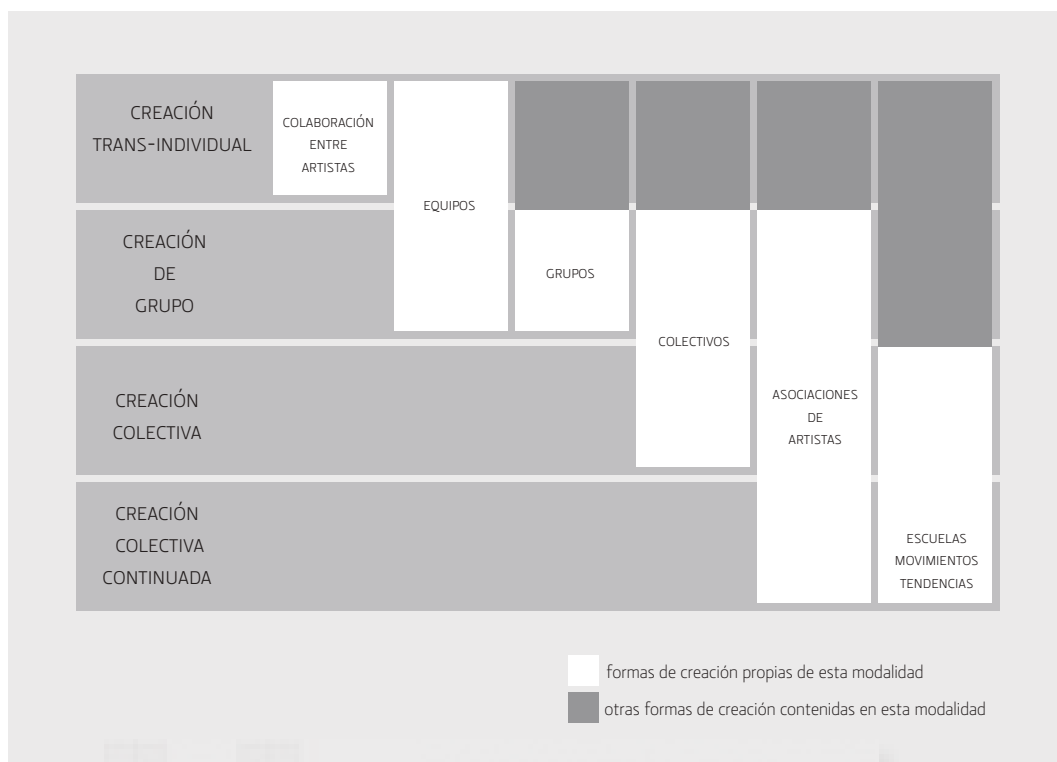 CREACIÓN
TRANS-INDIVIDUAL
COLABORACIÓN
ENTRE
ARTISTAS
EQUIPOS
CREACIÓN
DE
GRUPO
GRUPOS
COLECTIVOS
CREACIÓN
COLECTIVA
ASOCIACIONES
DE
ARTISTAS
CREACIÓN
COLECTIVA
CONTINUADA
ESCUELAS
MOVIMIENTOS
TENDENCIAS
formas de creación propias de esta modalidad
otras formas de creación contenidas en esta modalidad